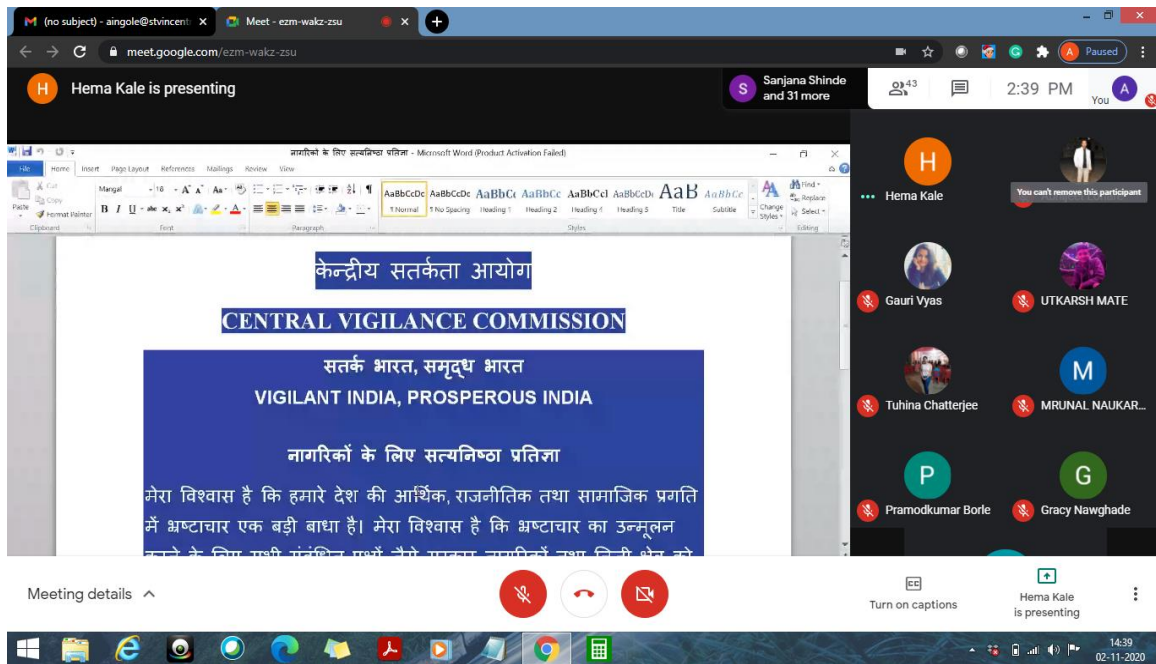 (no subject) - aingole@stvincent
Meet - ezm-wakz-zsu
meet.google.com/ezm-wakz-zsu
A Paused
H Hema Kale is presenting
S Sanjana Shinde
and 31 more
43
2:39 PM
You A
नागरिकों के लिए सत्यनिष्ठा प्रतिज्ञा - Microsoft Word (Product Activation Failed)
File Home Insert Page Layout References Mailings Review View
Paste
Cut
Copy
Format Painter
Clipboard
Mangal 16
Font
Paragraph
AaBbCcDc AaBbCcDc AaBbCc AaBbCc AaBbCcI AaBbCcDc AaB AaBbCc
¶ Normal ¶ No Spacing Heading 1 Heading 2 Heading 4 Heading 5 Title Subtitle
Change
Styles
Styles
Find
Replace
Select
Editing
केन्द्रीय सतर्कता आयोग
CENTRAL VIGILANCE COMMISSION
सतर्क भारत, समृद्ध भारत
VIGILANT INDIA, PROSPEROUS INDIA
नागरिकों के लिए सत्यनिष्ठा प्रतिज्ञा
मेरा विश्वास है कि हमारे देश की आर्थिक, राजनीतिक तथा सामाजिक प्रगति
में भ्रष्टाचार एक बड़ी बाधा है। मेरा विश्वास है कि भ्रष्टाचार का उन्मूलन
H
Hema Kale
You can't remove this participant
Gauri Vyas
UTKARSH MATE
Tuhina Chatterjee
M
MRUNAL NAUKAR...
P
Pramodkumar Borle
G
Gracy Nawghade
Meeting details
CC
Turn on captions
Hema Kale
is presenting
14:39
02-11-2020